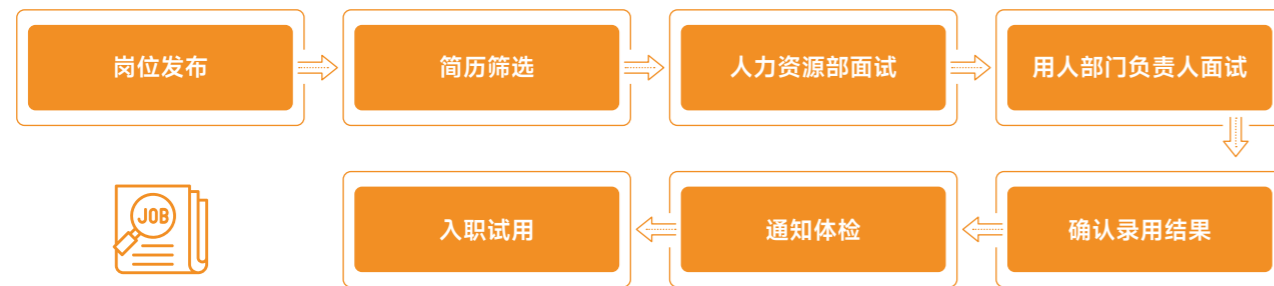 岗位发布
简历筛选
人力资源部面试
用人部门负责人面试
确认录用结果
通知体检
入职试用
JOB